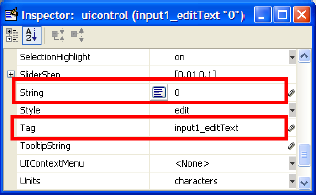 Inspector: uicontrol (input1_editText "0")
SelectionHighlight on
SliderStep [0.01 0.1]
String 0
Style edit
Tag input1_editText
TooltipString
UIContextMenu <None>
Units characters